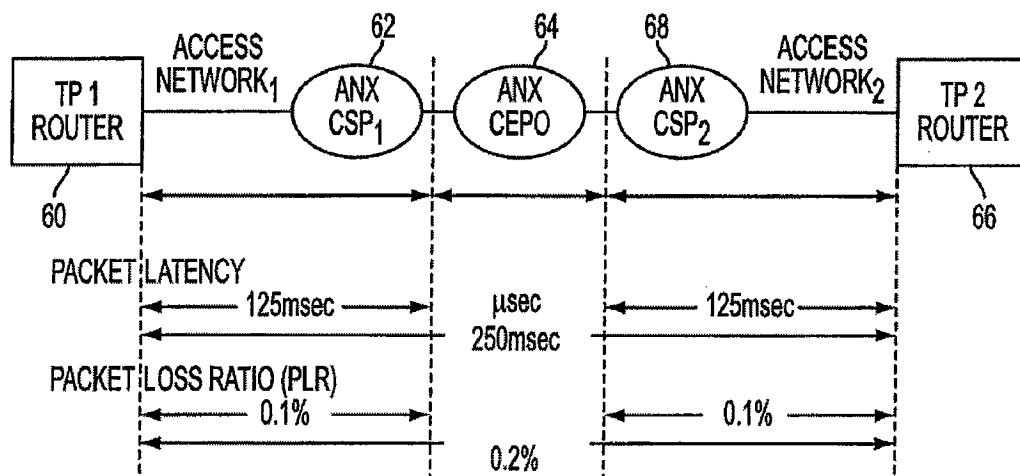 62
64
68
ACCESS
NETWORK₁
ACCESS
NETWORK₂
TP 1
ROUTER
ANX
CSP₁
ANX
CEPO
ANX
CSP₂
TP 2
ROUTER
60
66
PACKET LATENCY
125msec
μsec
125msec
250msec
PACKET LOSS RATIO (PLR)
0.1%
0.1%
0.2%